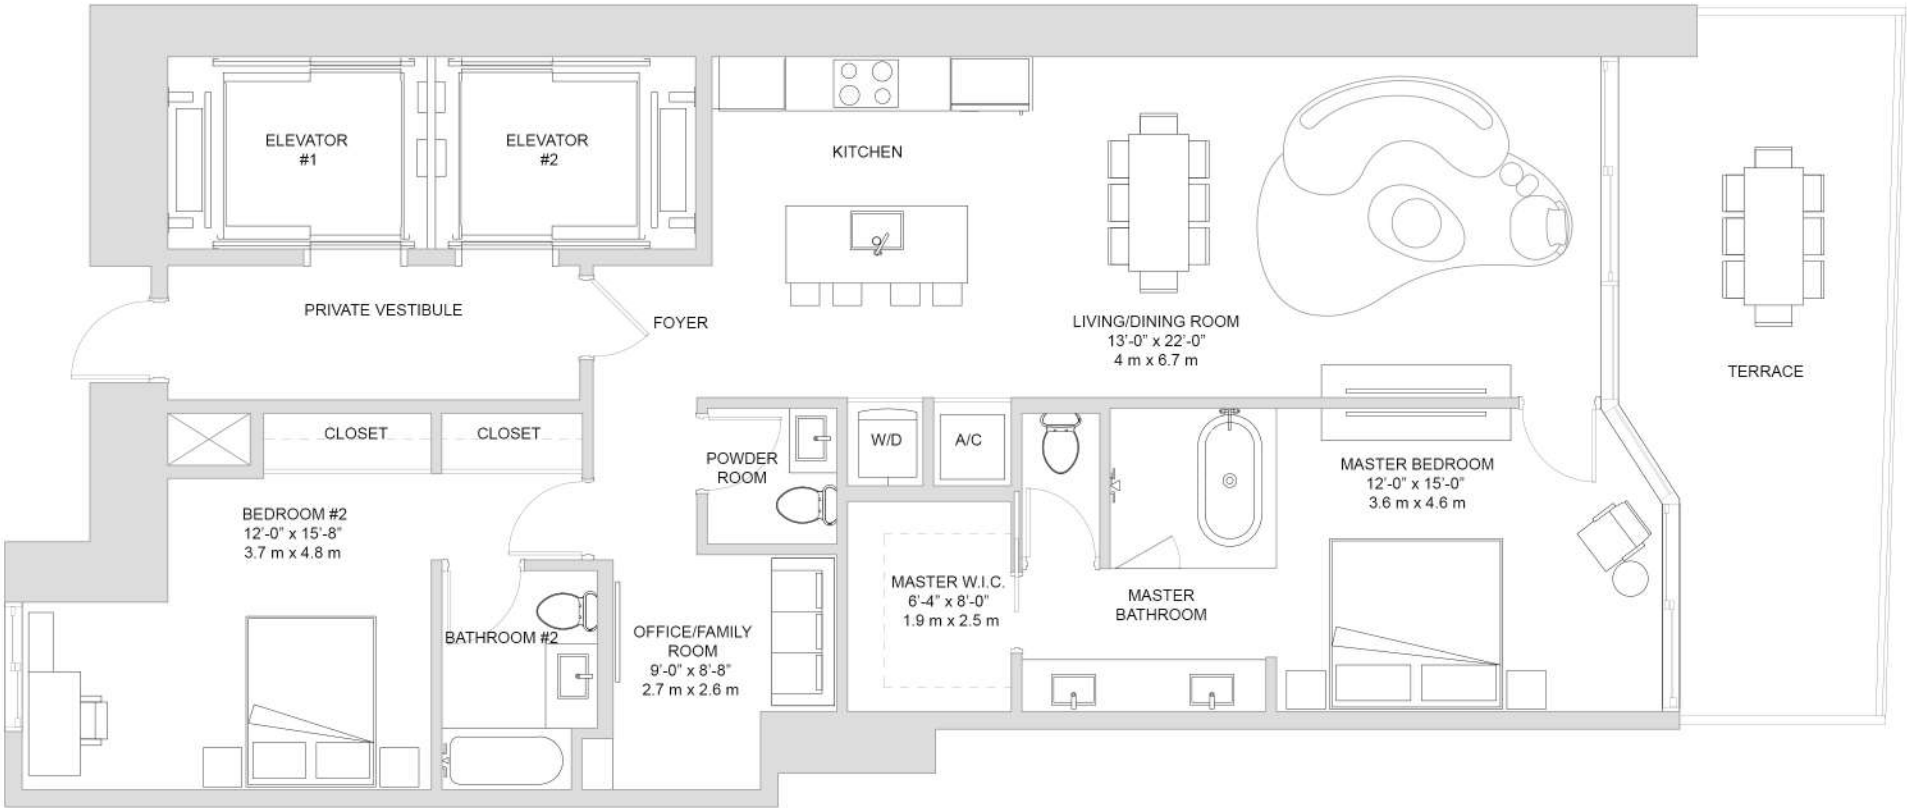 ELEVATOR
#1
ELEVATOR
#2
KITCHEN
PRIVATE VESTIBULE
FOYER
LIVING/DINING ROOM
13'-0" x 22'-0"
4 m x 6.7 m
TERRACE
CLOSET
CLOSET
W/D
A/C
POWDER
ROOM
MASTER BEDROOM
12'-0" x 15'-0"
3.6 m x 4.6 m
BEDROOM #2
12'-0" x 15'-8"
3.7 m x 4.8 m
MASTER W.I.C.
6'-4" x 8'-0"
1.9 m x 2.5 m
MASTER
BATHROOM
BATHROOM #2
OFFICE/FAMILY
ROOM
9'-0" x 8'-8"
2.7 m x 2.6 m